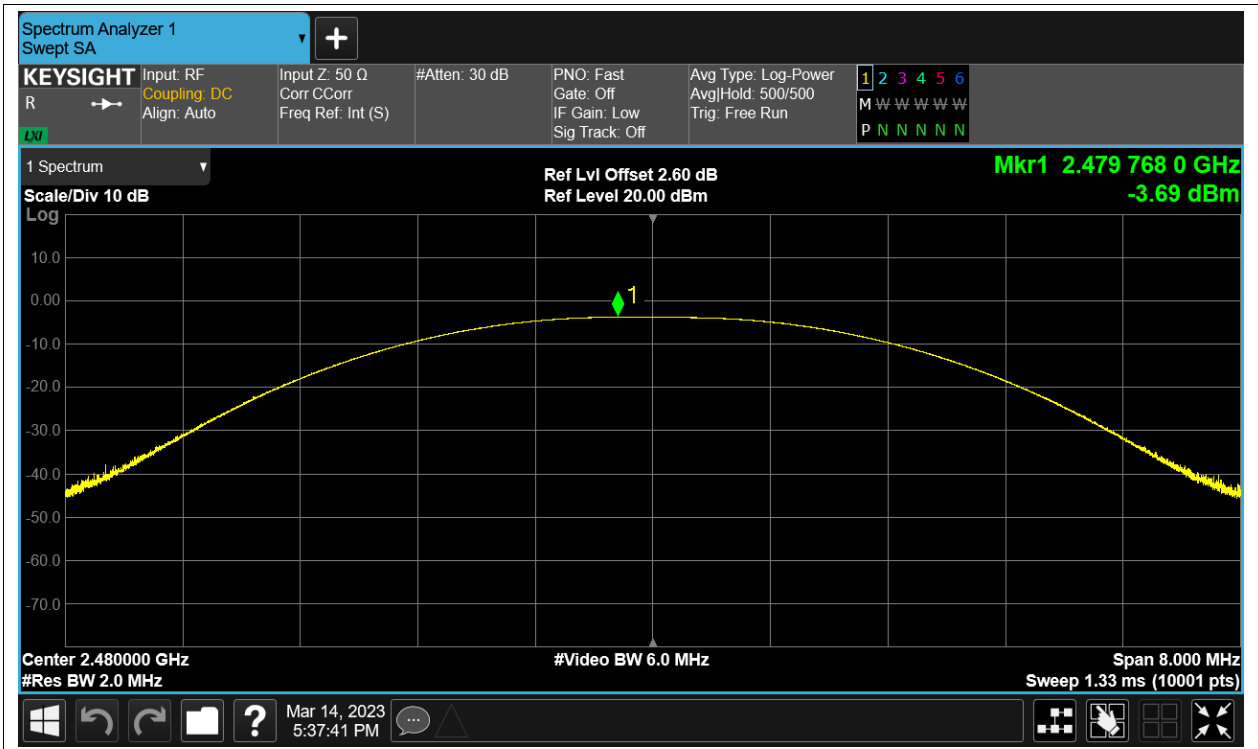 Spectrum Analyzer 1
Swept SA
KEYSIGHT
R
LXI
Input: RF
Coupling: DC
Align: Auto
Input Z: 50 Ω
Corr CCorr
Freq Ref: Int (S)
#Atten: 30 dB
PNO: Fast
Gate: Off
IF Gain: Low
Sig Track: Off
Avg Type: Log-Power
Avg|Hold: 500/500
Trig: Free Run
1 2 3 4 5 6
M W W W W W W
P N N N N N
1 Spectrum
Scale/Div 10 dB
Log
Ref Lvl Offset 2.60 dB
Ref Level 20.00 dBm
Mkr1 2.479 768 0 GHz
-3.69 dBm
10.0
0.00
-10.0
-20.0
-30.0
-40.0
-50.0
-60.0
-70.0
1
Center 2.480000 GHz
#Video BW 6.0 MHz
Span 8.000 MHz
#Res BW 2.0 MHz
Sweep 1.33 ms (10001 pts)
?
Mar 14, 2023
5:37:41 PM